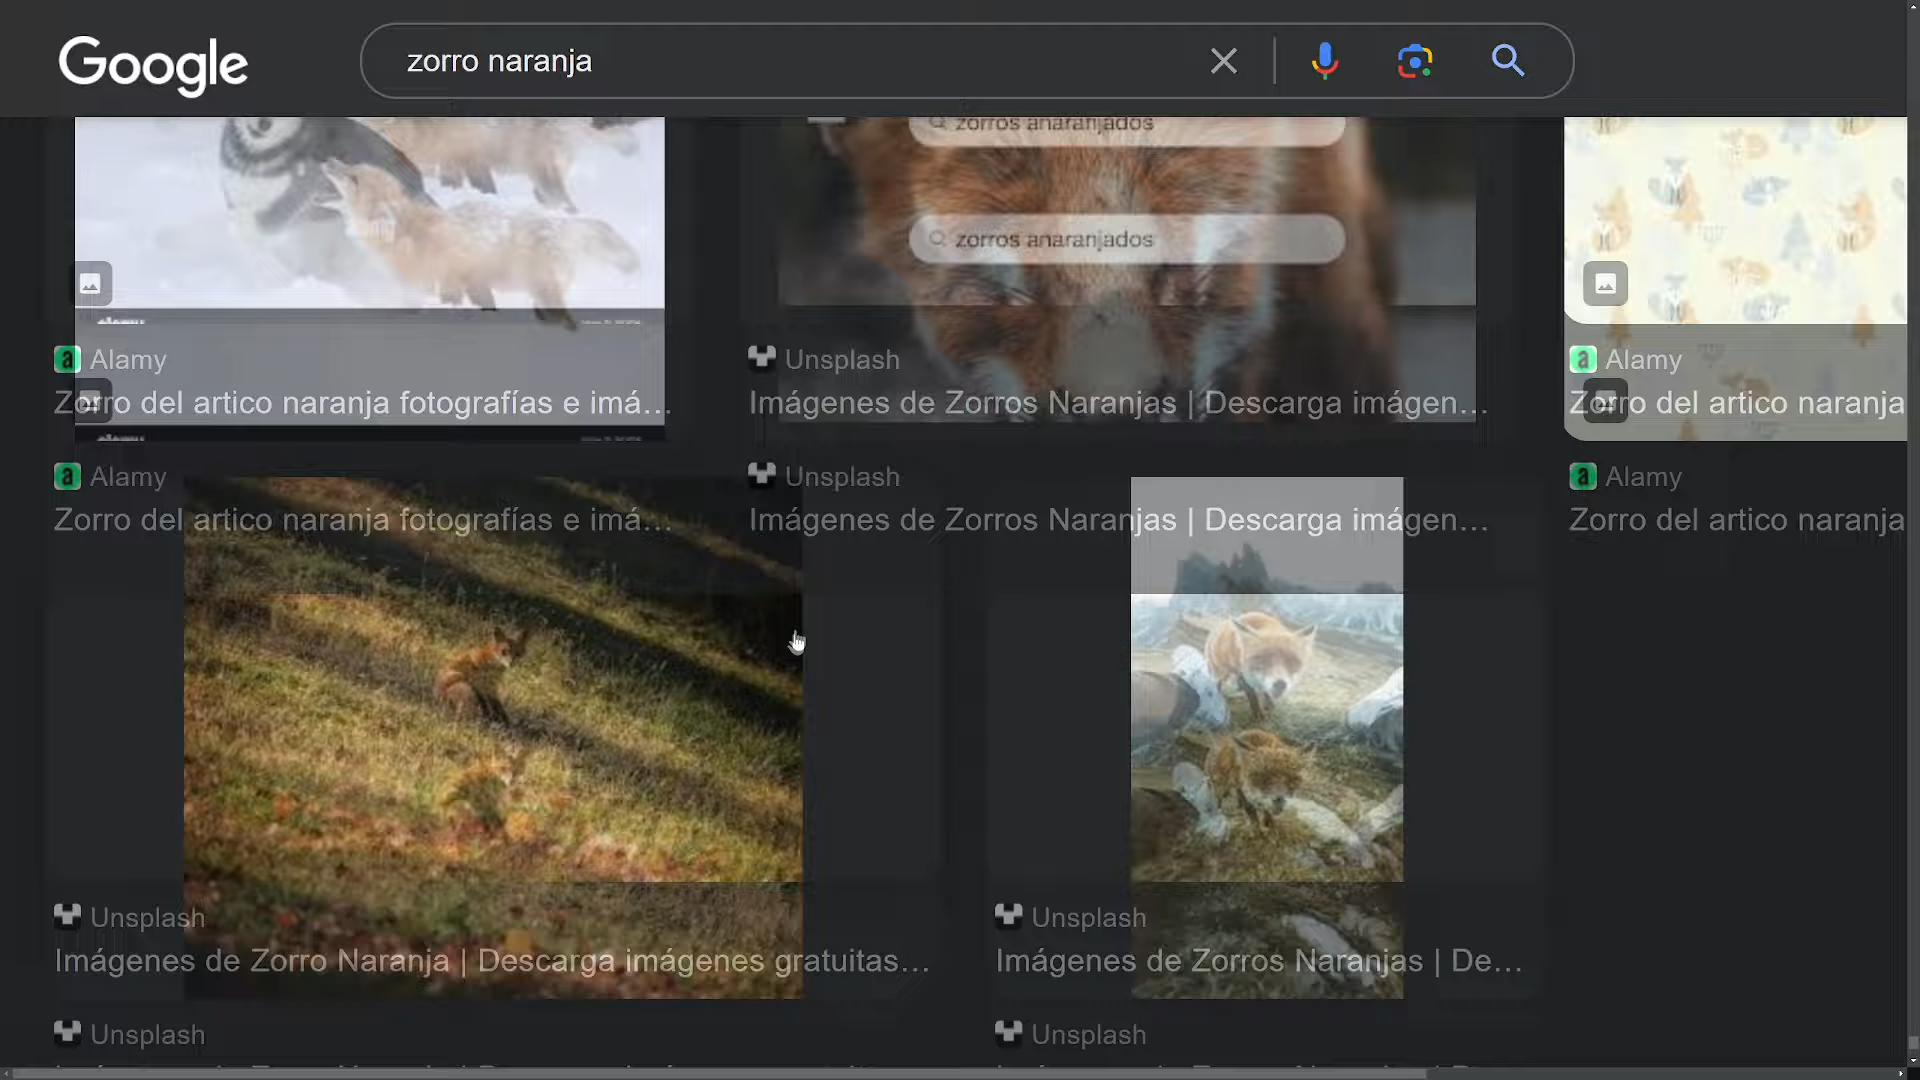 Google
zorro naranja
zorros anaranjados
zorros anaranjados
Alamy
Zorro del artico naranja fotografías e imá...
Unsplash
Imágenes de Zorros Naranjas | Descarga imágen...
Alamy
Zorro del artico naranja
Alamy
Zorro del artico naranja fotografías e imá...
Unsplash
Imágenes de Zorros Naranjas | Descarga imágen...
Alamy
Zorro del artico naranja
Unsplash
Imágenes de Zorro Naranja | Descarga imágenes gratuitas...
Unsplash
Imágenes de Zorros Naranjas | De...
Unsplash
Unsplash